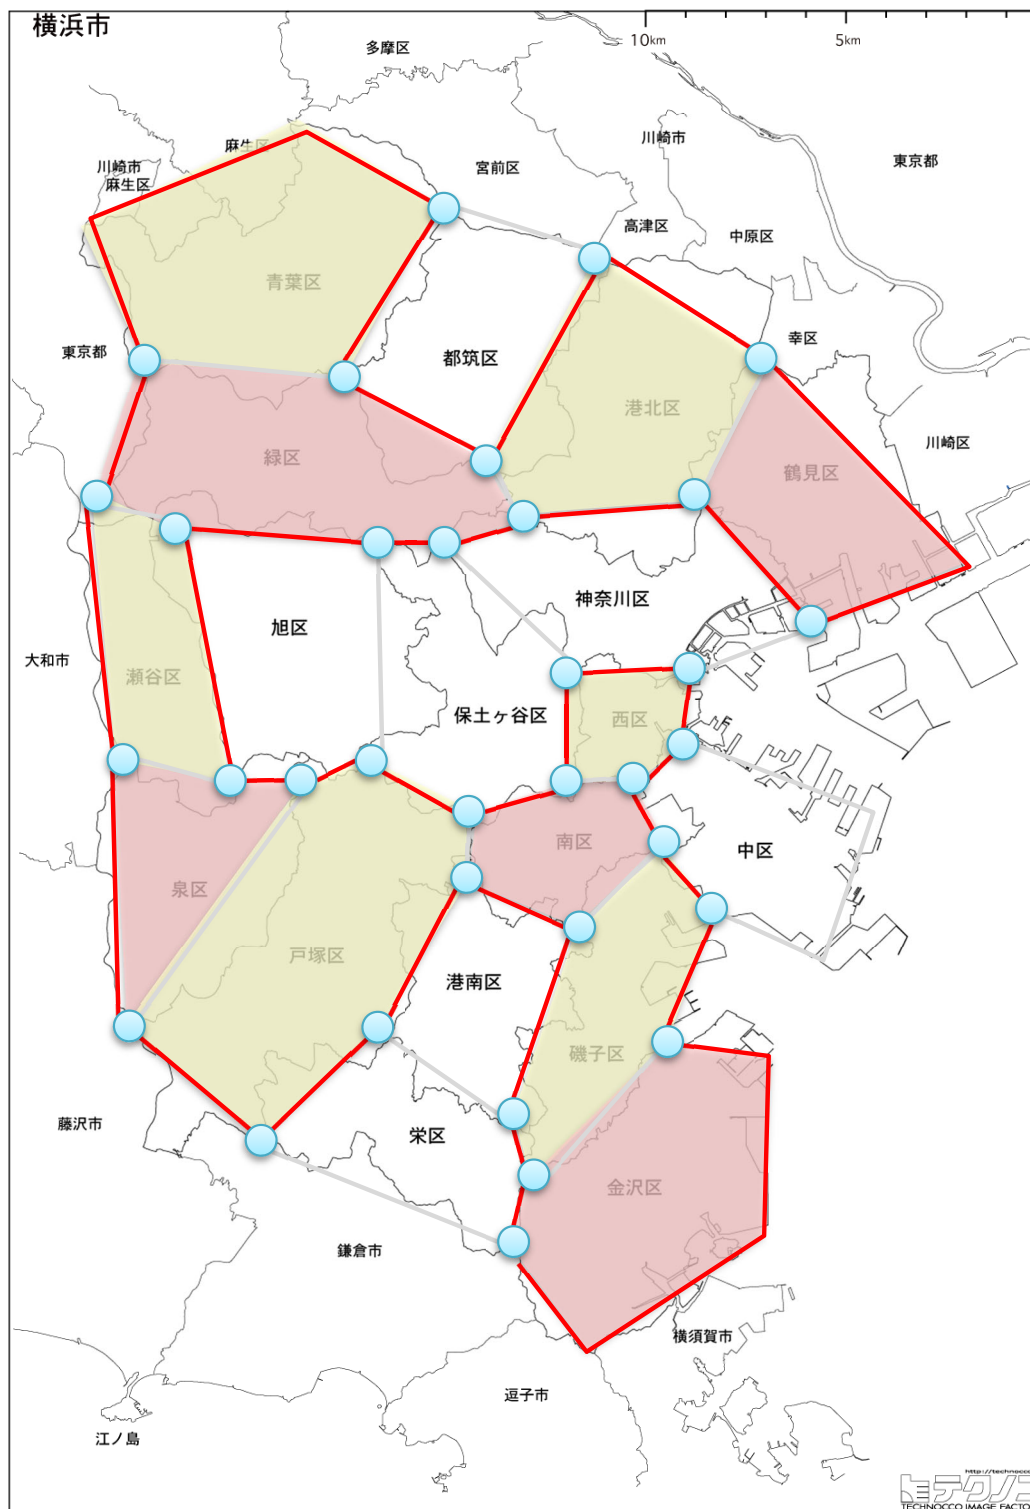 横浜市
10km
5km
多摩区
川崎市
麻生区
宮前区
東京都
川崎市
麻生区
高津区
中原区
青葉区
幸区
東京都
都筑区
港北区
川崎区
緑区
鶴見区
神奈川区
旭区
大和市
瀬谷区
保土ヶ谷区
西区
南区
中区
泉区
戸塚区
港南区
磯子区
藤沢市
栄区
金沢区
鎌倉市
横須賀市
逗子市
江ノ島
テクノ